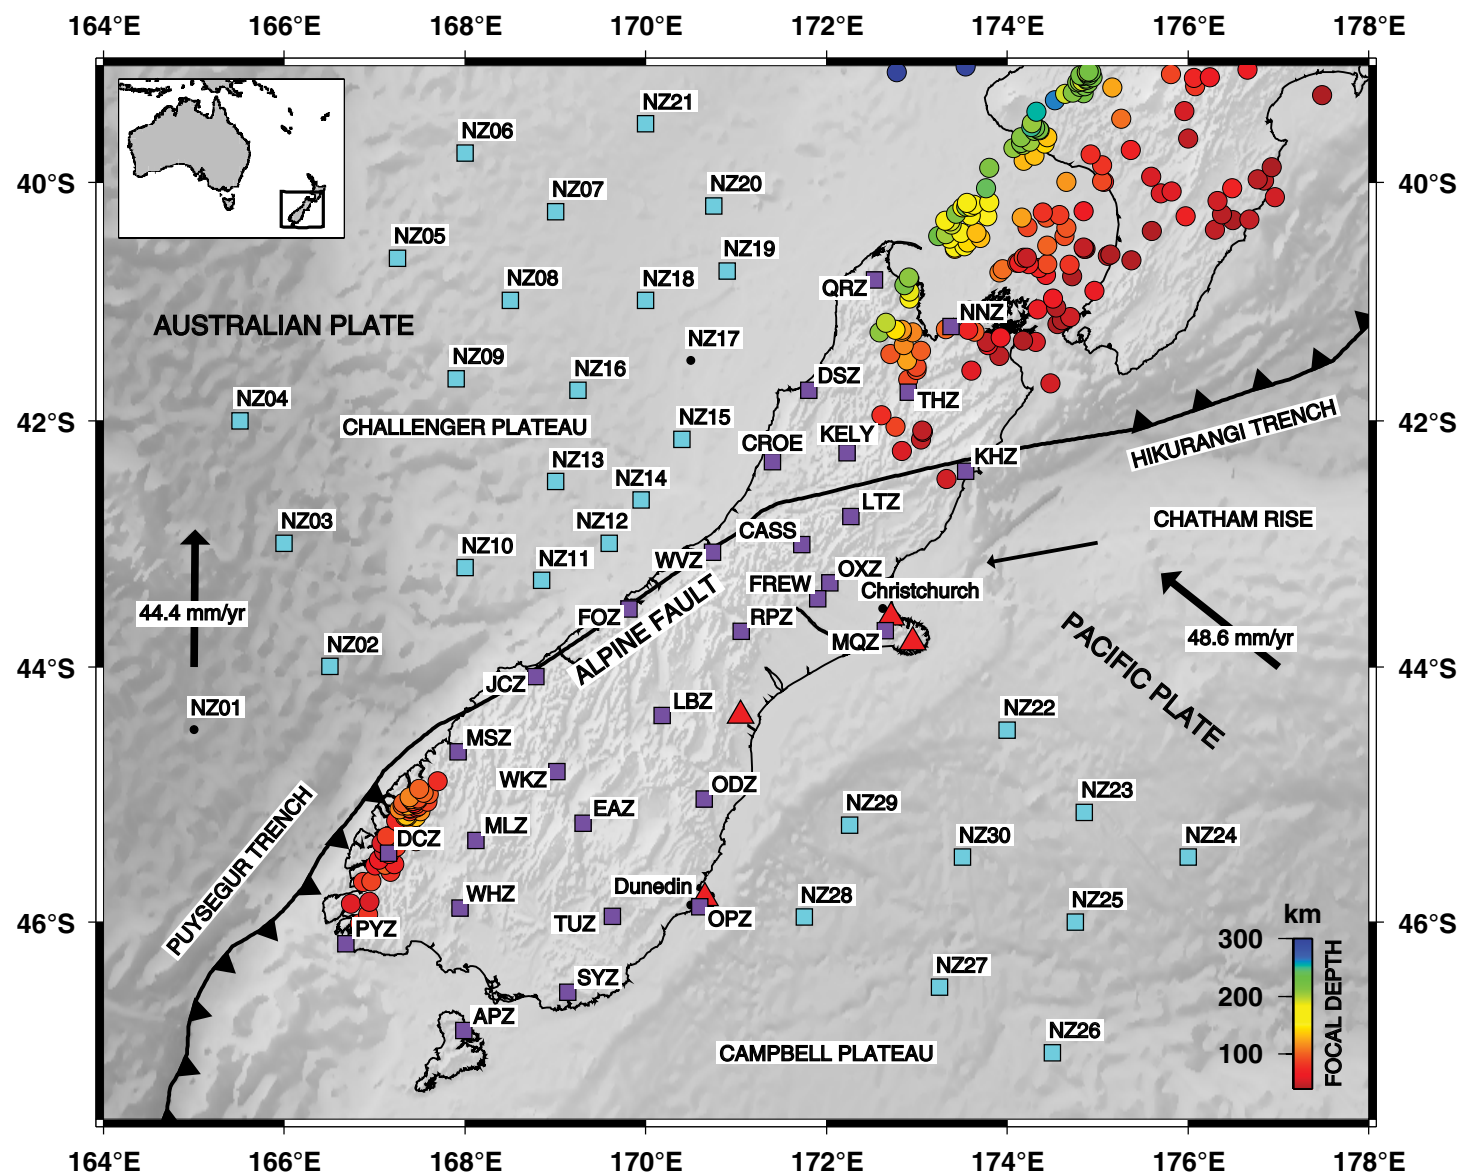 164°E 166°E 168°E 170°E 172°E 174°E 176°E 178°E
NZ21
NZ06
40°S
40°S
NZ07
NZ20
NZ05
NZ19
NZ08
NZ18
QRZ
NNZ
AUSTRALIAN PLATE
NZ17
NZ09
NZ16
DSZ
THZ
NZ04
NZ15
42°S
42°S
CHALLENGER PLATEAU
CROE
KELY
HIKURANGI TRENCH
KHZ
NZ13
NZ14
LTZ
NZ03
NZ12
CASS
CHATHAM RISE
NZ10
NZ11
WVZ
OXZ
FREW
Christchurch
44.4 mm/yr
FOZ
ALPINE FAULT
RPZ
MQZ
48.6 mm/yr
NZ02
PACIFIC PLATE
44°S
44°S
JCZ
NZ01
LBZ
NZ22
MSZ
WKZ
ODZ
NZ23
PUYSEGUR TRENCH
EAZ
NZ29
MLZ
DCZ
NZ30
NZ24
Dunedin
WHZ
NZ28
NZ25
46°S
46°S
TUZ
OPZ
PYZ
km
300
200
100
FOCAL DEPTH
NZ27
SYZ
APZ
NZ26
CAMPBELL PLATEAU
164°E 166°E 168°E 170°E 172°E 174°E 176°E 178°E